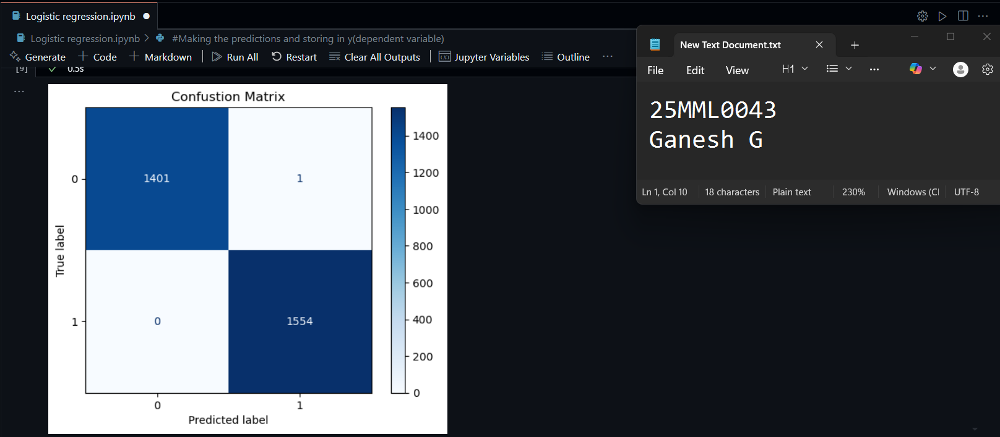 Logistic regression.ipynb
Logistic regression.ipynb > #Making the predictions and storing in y(dependent variable)
Generate + Code + Markdown | Run All Restart Clear All Outputs | Jupyter Variables Outline ...
[9] 0.5s
...
Confustion Matrix
1401 1
0 1554
0
1
True label
0 1
Predicted label
1400
1200
1000
800
600
400
200
0
New Text Document.txt
File Edit View H1 ...
25MML0043
Ganesh G
Ln 1, Col 10 18 characters Plain text 230% Windows (Cl UTF-8